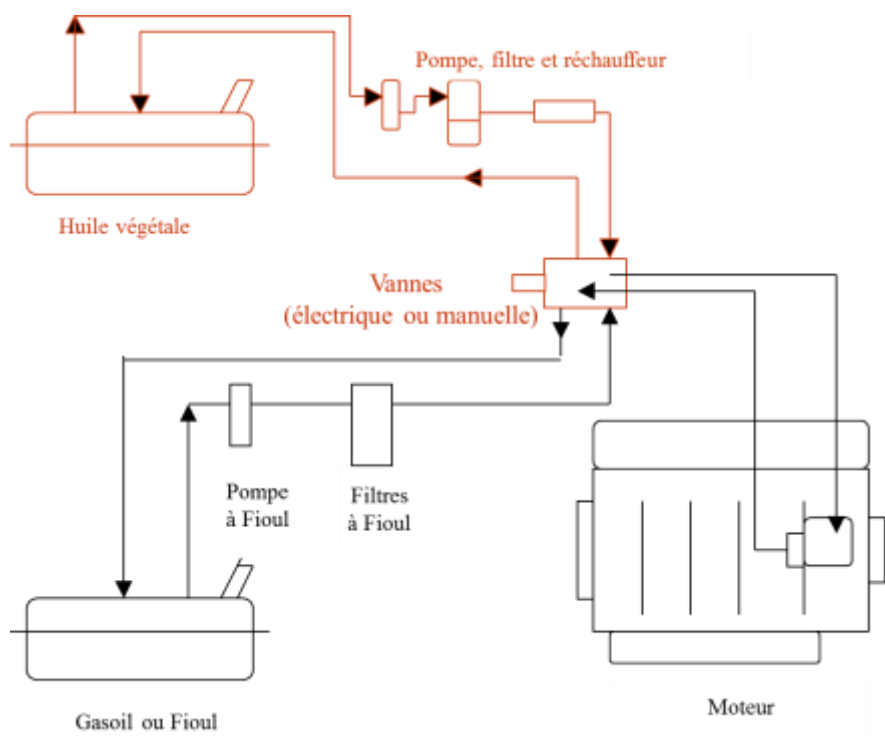 Pompe, filtre et réchauffeur
Huile végétale
Vannes
(électrique ou manuelle)
Pompe
à Fioul
Filtres
à Fioul
Gasoil ou Fioul
Moteur